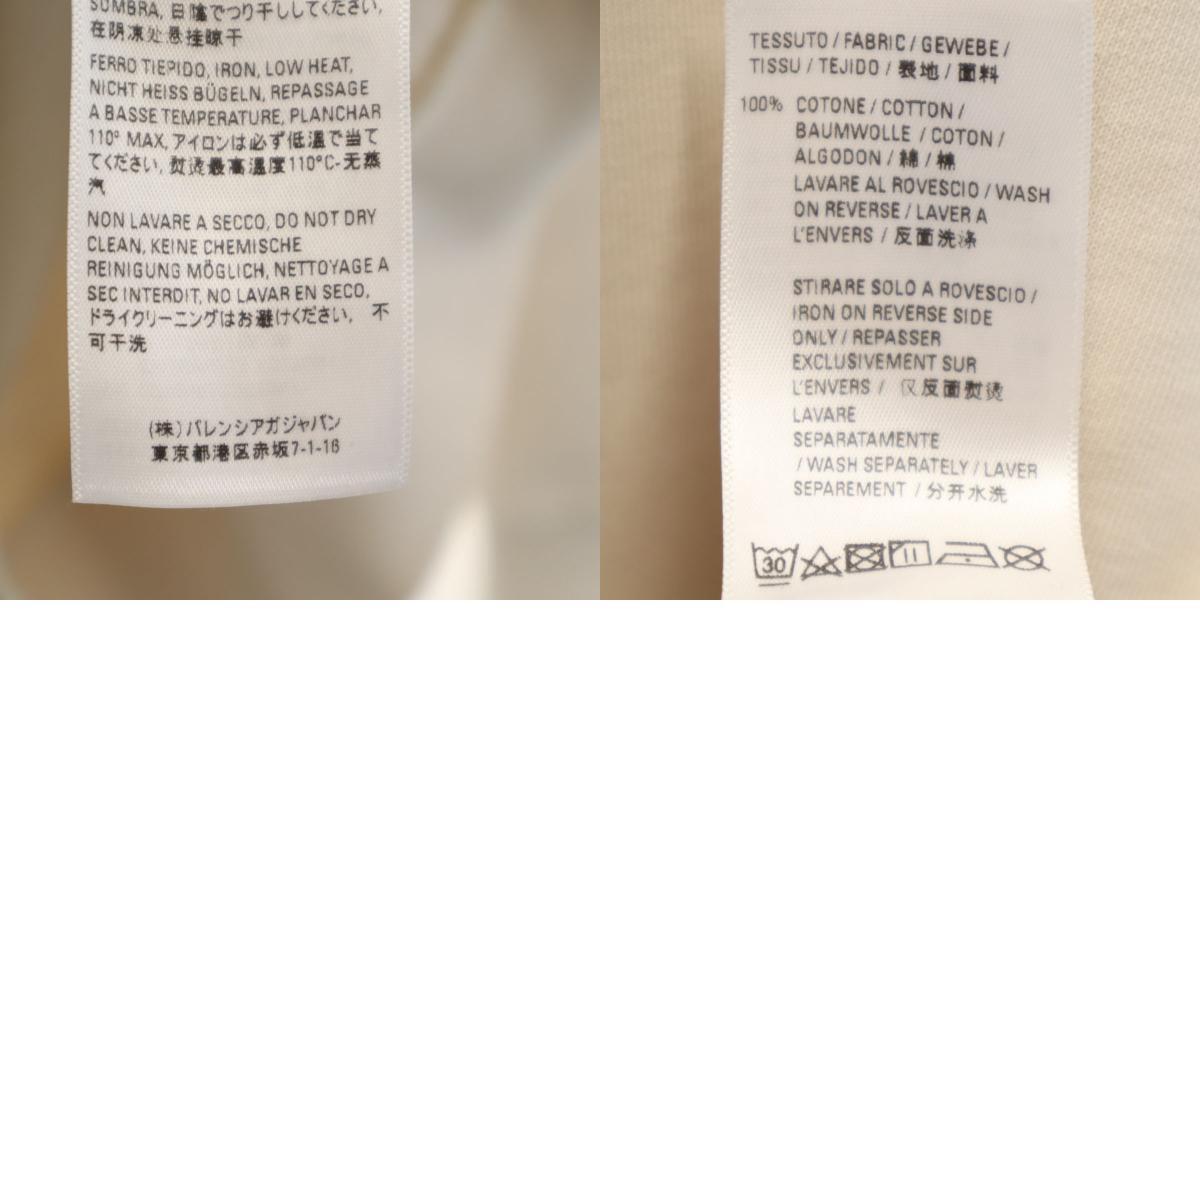 SOMBRA, 日陰でつり干ししてください,
在阴凉处悬挂晾干
FERRO TIEPIDO, IRON, LOW HEAT,
NICHT HEISS BÜGELN, REPASSAGE
A BASSE TEMPERATURE, PLANCHAR
110° MAX, アイロンは必ず低温で当て
てください, 熨烫最高温度110°C-无蒸
汽
NON LAVARE A SECCO, DO NOT DRY
CLEAN, KEINE CHEMISCHE
REINIGUNG MÖGLICH, NETTOYAGE A
SEC INTERDIT, NO LAVAR EN SECO,
ドライクリーニングはお避けください, 不
可干洗
(株)バレンシアガジャパン
東京都港区赤坂7-1-16
TESSUTO / FABRIC / GEWEBE /
TISSU / TEJIDO / 表地 / 面料
100% COTONE / COTTON /
BAUMWOLLE / COTON /
ALGODON / 綿 / 棉
LAVARE AL ROVESCIO / WASH
ON REVERSE / LAVER A
L'ENVERS / 反面洗涤
STIRARE SOLO A ROVESCIO /
IRON ON REVERSE SIDE
ONLY / REPASSER
EXCLUSIVEMENT SUR
L'ENVERS / 仅反面熨烫
LAVARE
SEPARATAMENTE
/ WASH SEPARATELY / LAVER
SEPAREMENT / 分开水洗
30